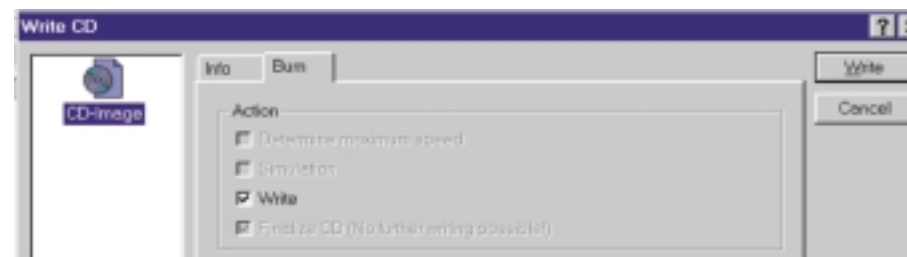 Write CD
?
Info
Burn
Write
CD-Image
Cancel
Action
Determine maximum speed
Simulation
Write
Finalize CD (No further writing possible!)